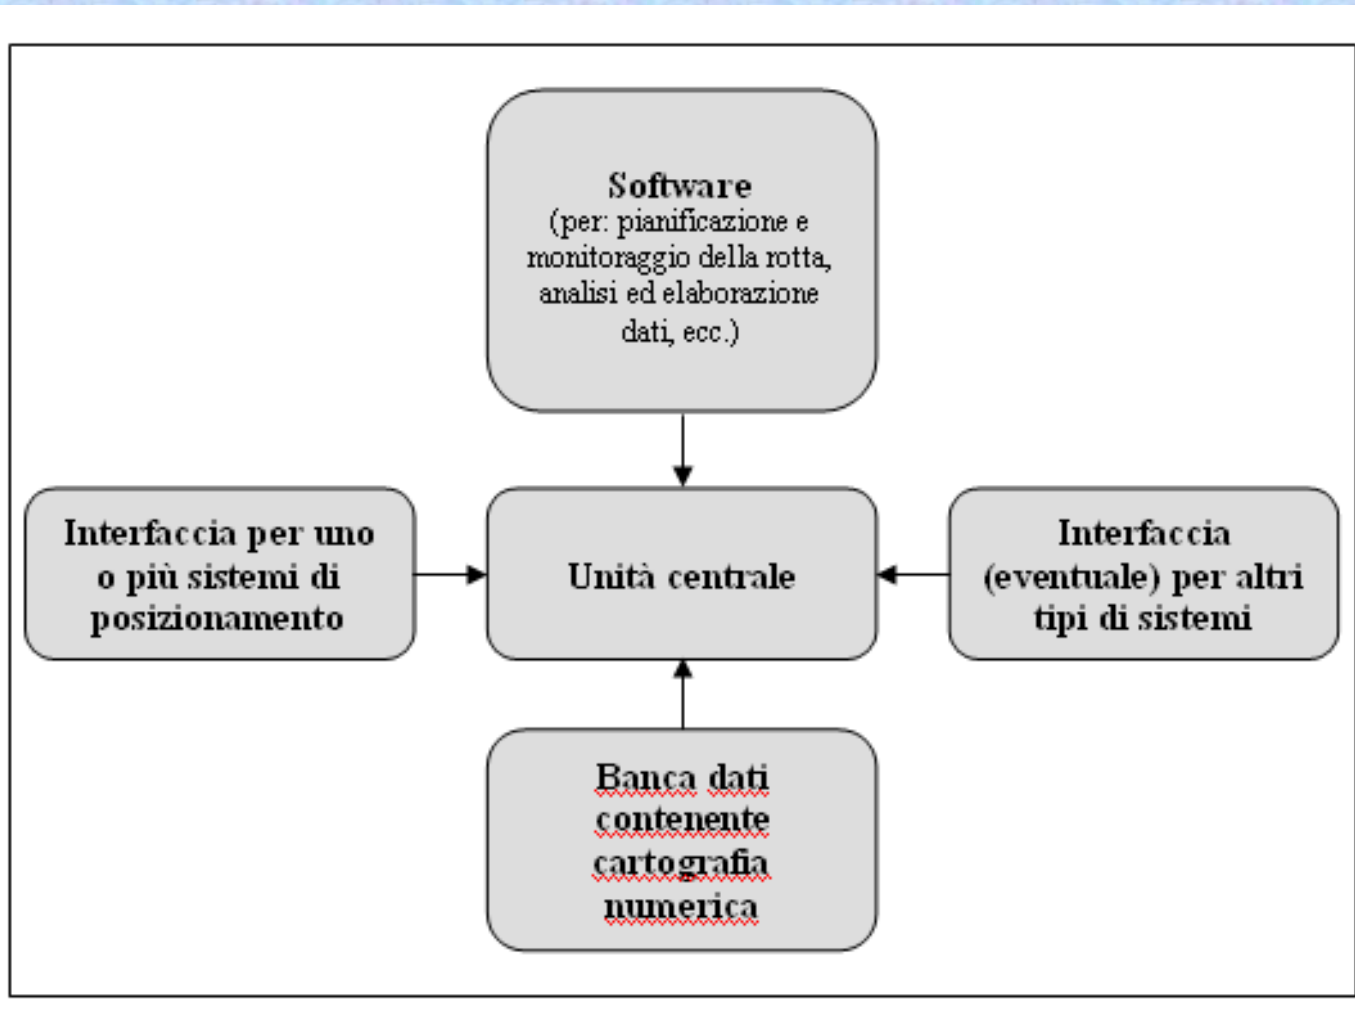 Software
(per: pianificazione e
monitoraggio della rotta,
analisi ed elaborazione
dati, ecc.)
Interfaccia per uno
o più sistemi di
posizionamento
Unità centrale
Interfaccia
(eventuale) per altri
tipi di sistemi
Banca dati
contenente
cartografia
numerica